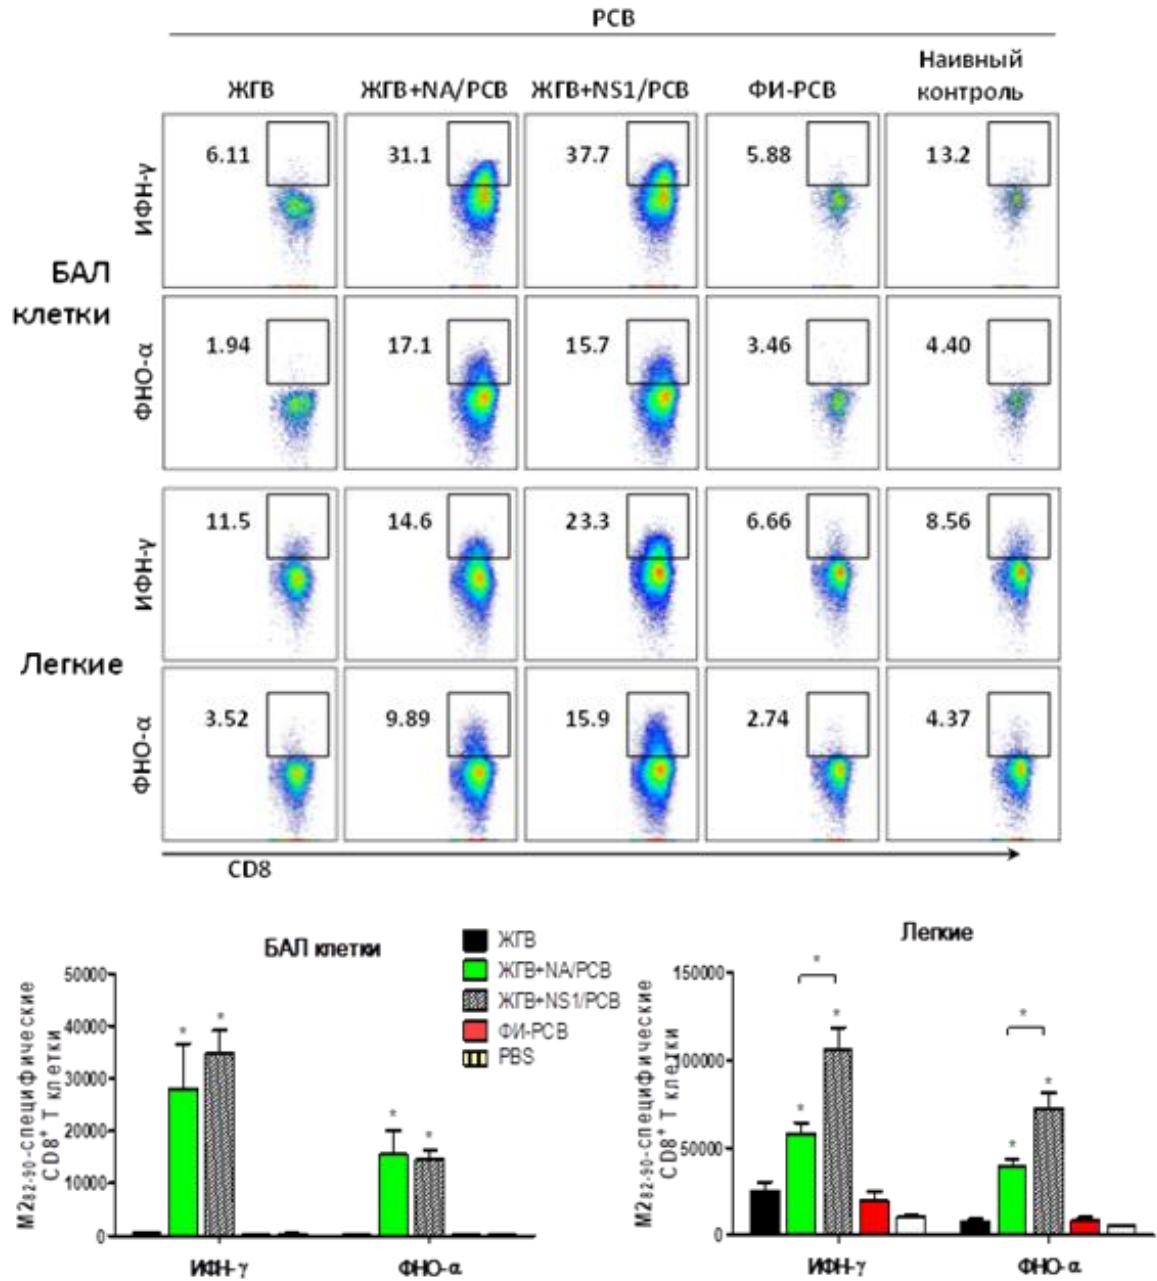 РСВ
ЖГВ ЖГВ+NA/РСВ ЖГВ+NS1/РСВ ФИ-РСВ Наивный контроль
БАЛ клетки
ИФН-γ
6.11 31.1 37.7 5.88 13.2
ФНО-α
1.94 17.1 15.7 3.46 4.40
Легкие
ИФН-γ
11.5 14.6 23.3 6.66 8.56
ФНО-α
3.52 9.89 15.9 2.74 4.37
CD8
БАЛ клетки
M2₈₂₋₉₀-специфические
CD8⁺ T клетки
50000
40000
30000
20000
10000
0
* * * *
ИФН-γ ФНО-α
ЖГВ
ЖГВ+NA/РСВ
ЖГВ+NS1/РСВ
ФИ-РСВ
PBS
Легкие
M2₈₂₋₉₀-специфические
CD8⁺ T клетки
150000
100000
50000
0
* * * * * *
ИФН-γ ФНО-α